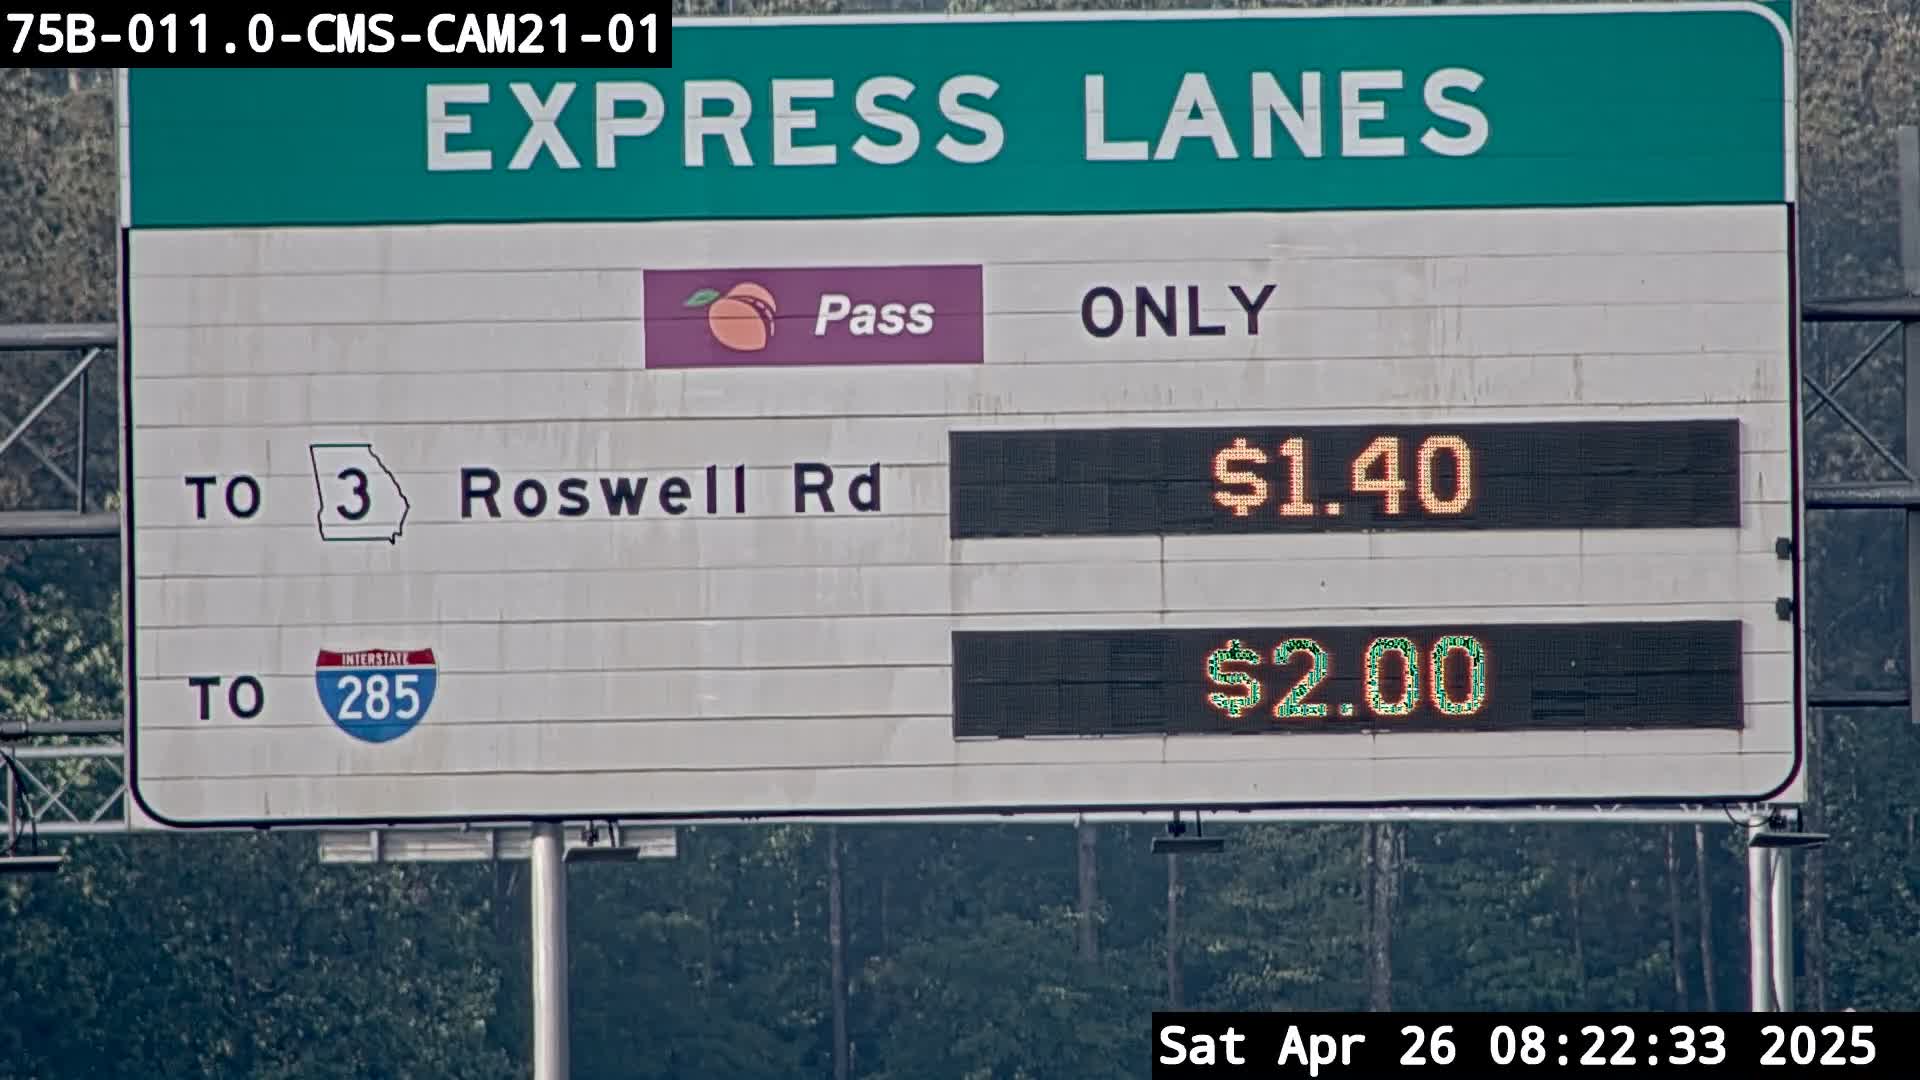 75B-011.0-CMS-CAM21-01
EXPRESS LANES
Pass ONLY
TO 3 Roswell Rd $1.40
TO INTERSTATE 285 $2.00
Sat Apr 26 08:22:33 2025